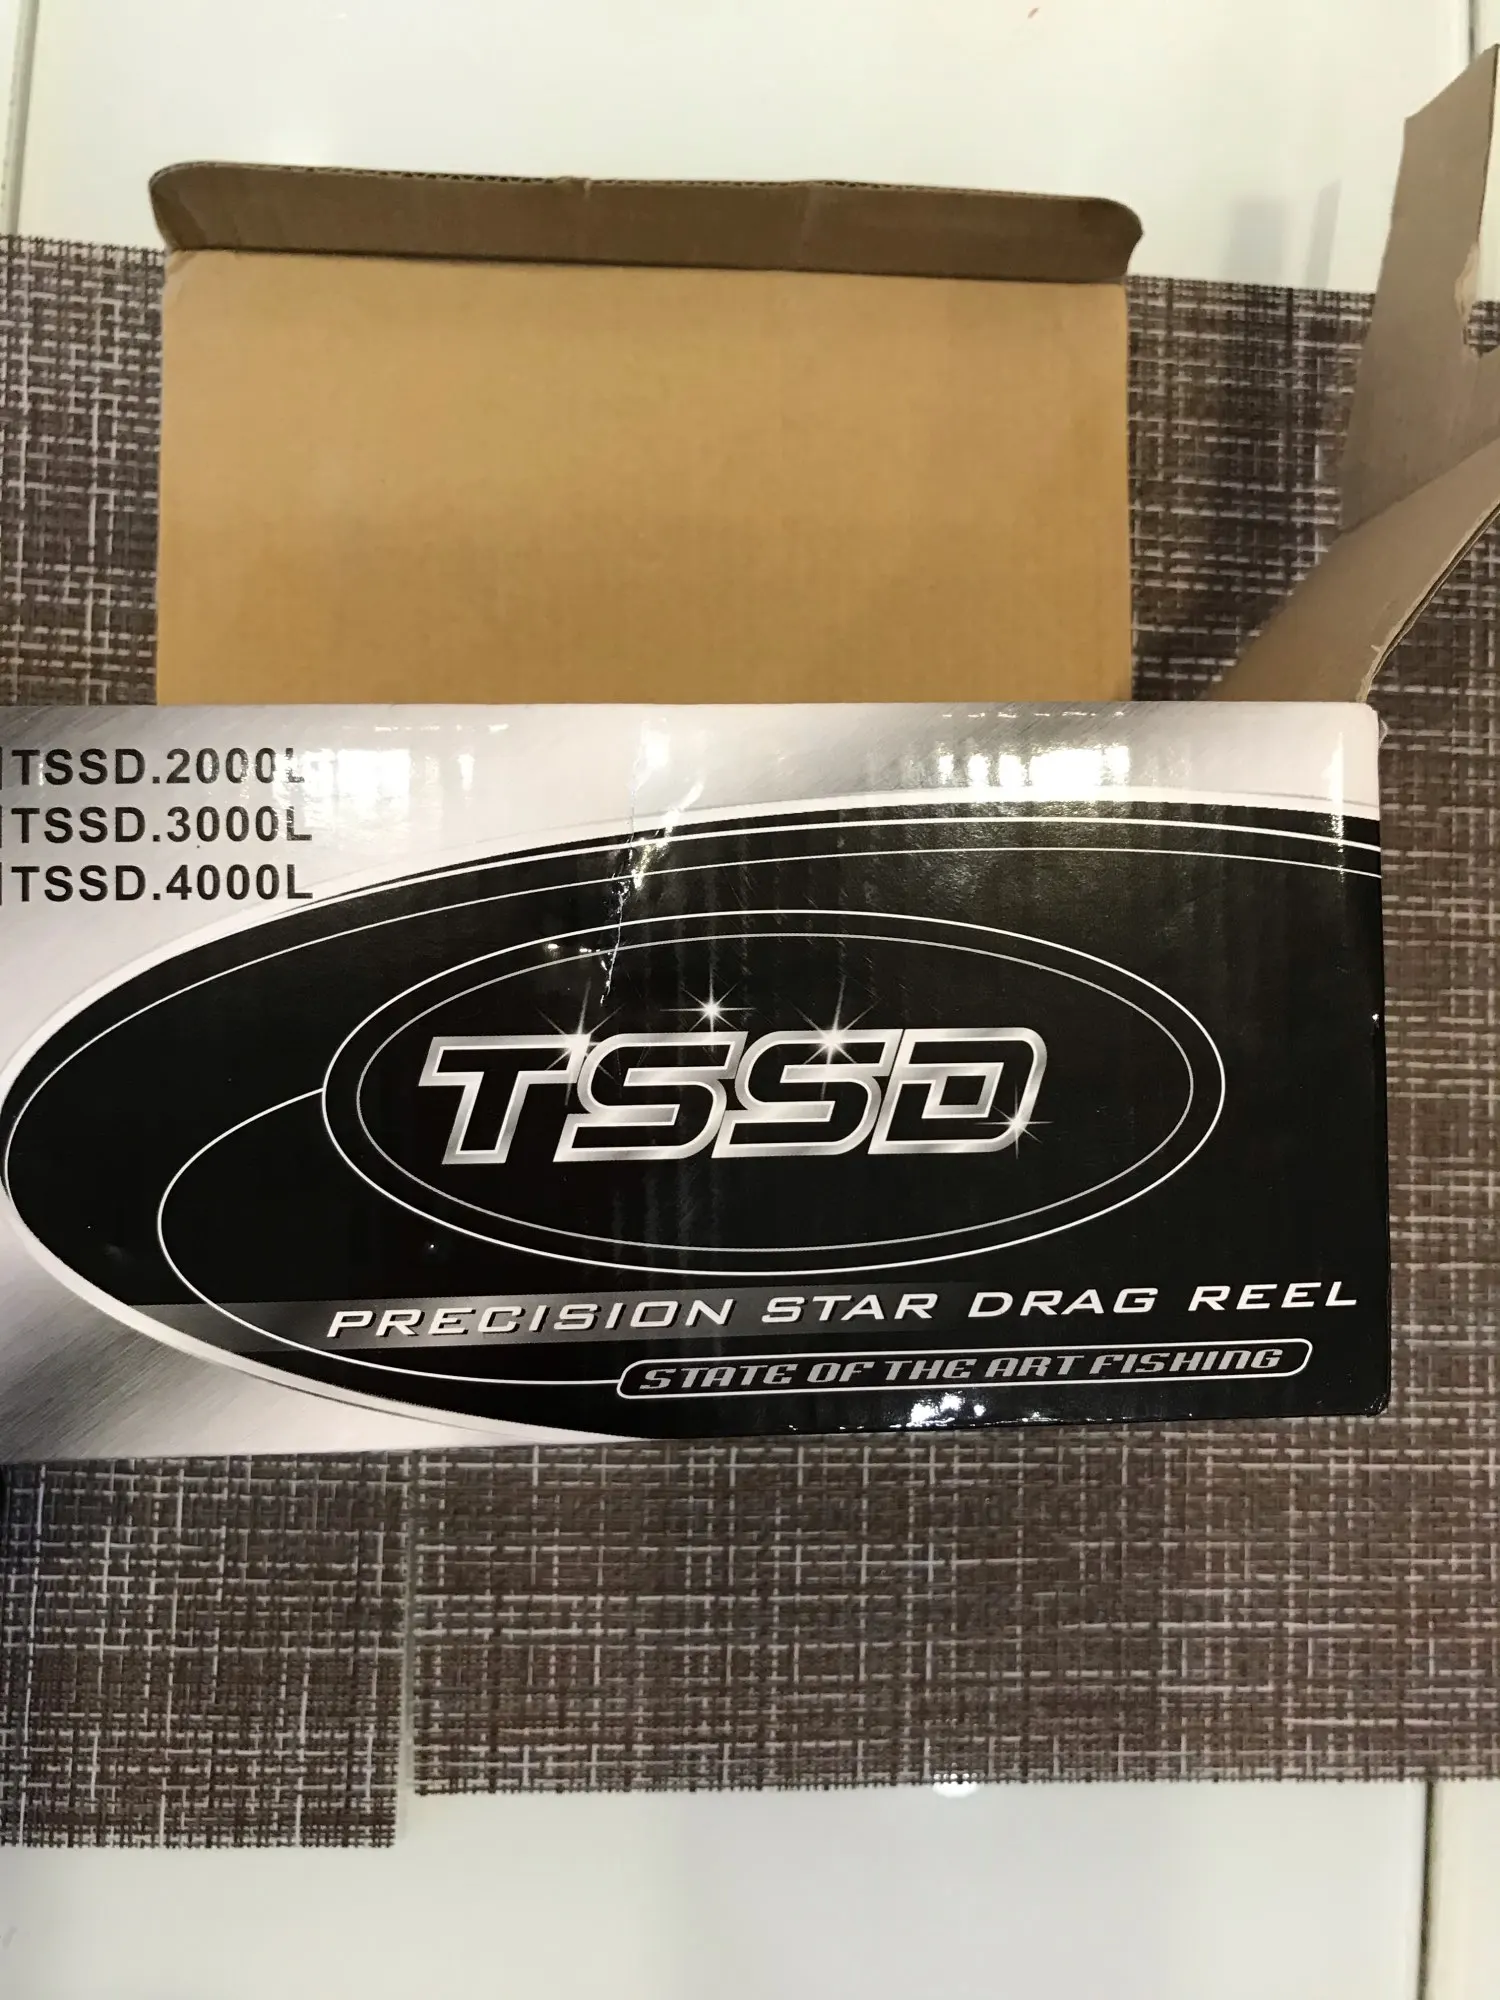 TSSD.2000L
TSSD.3000L
TSSD.4000L
TSSD
PRECISION STAR DRAG REEL
STATE OF THE ART FISHING